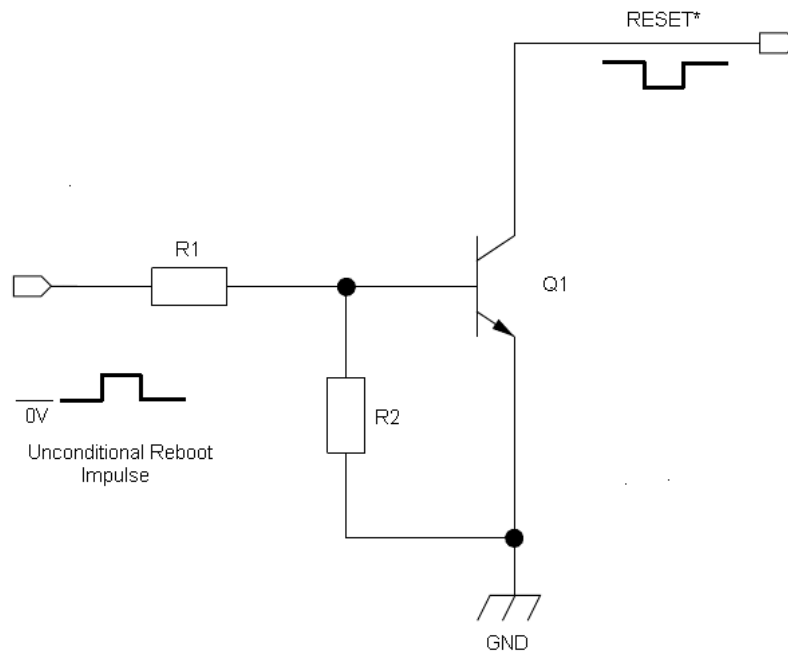 RESET*
R1
Q1
0V
R2
Unconditional Reboot
Impulse
GND